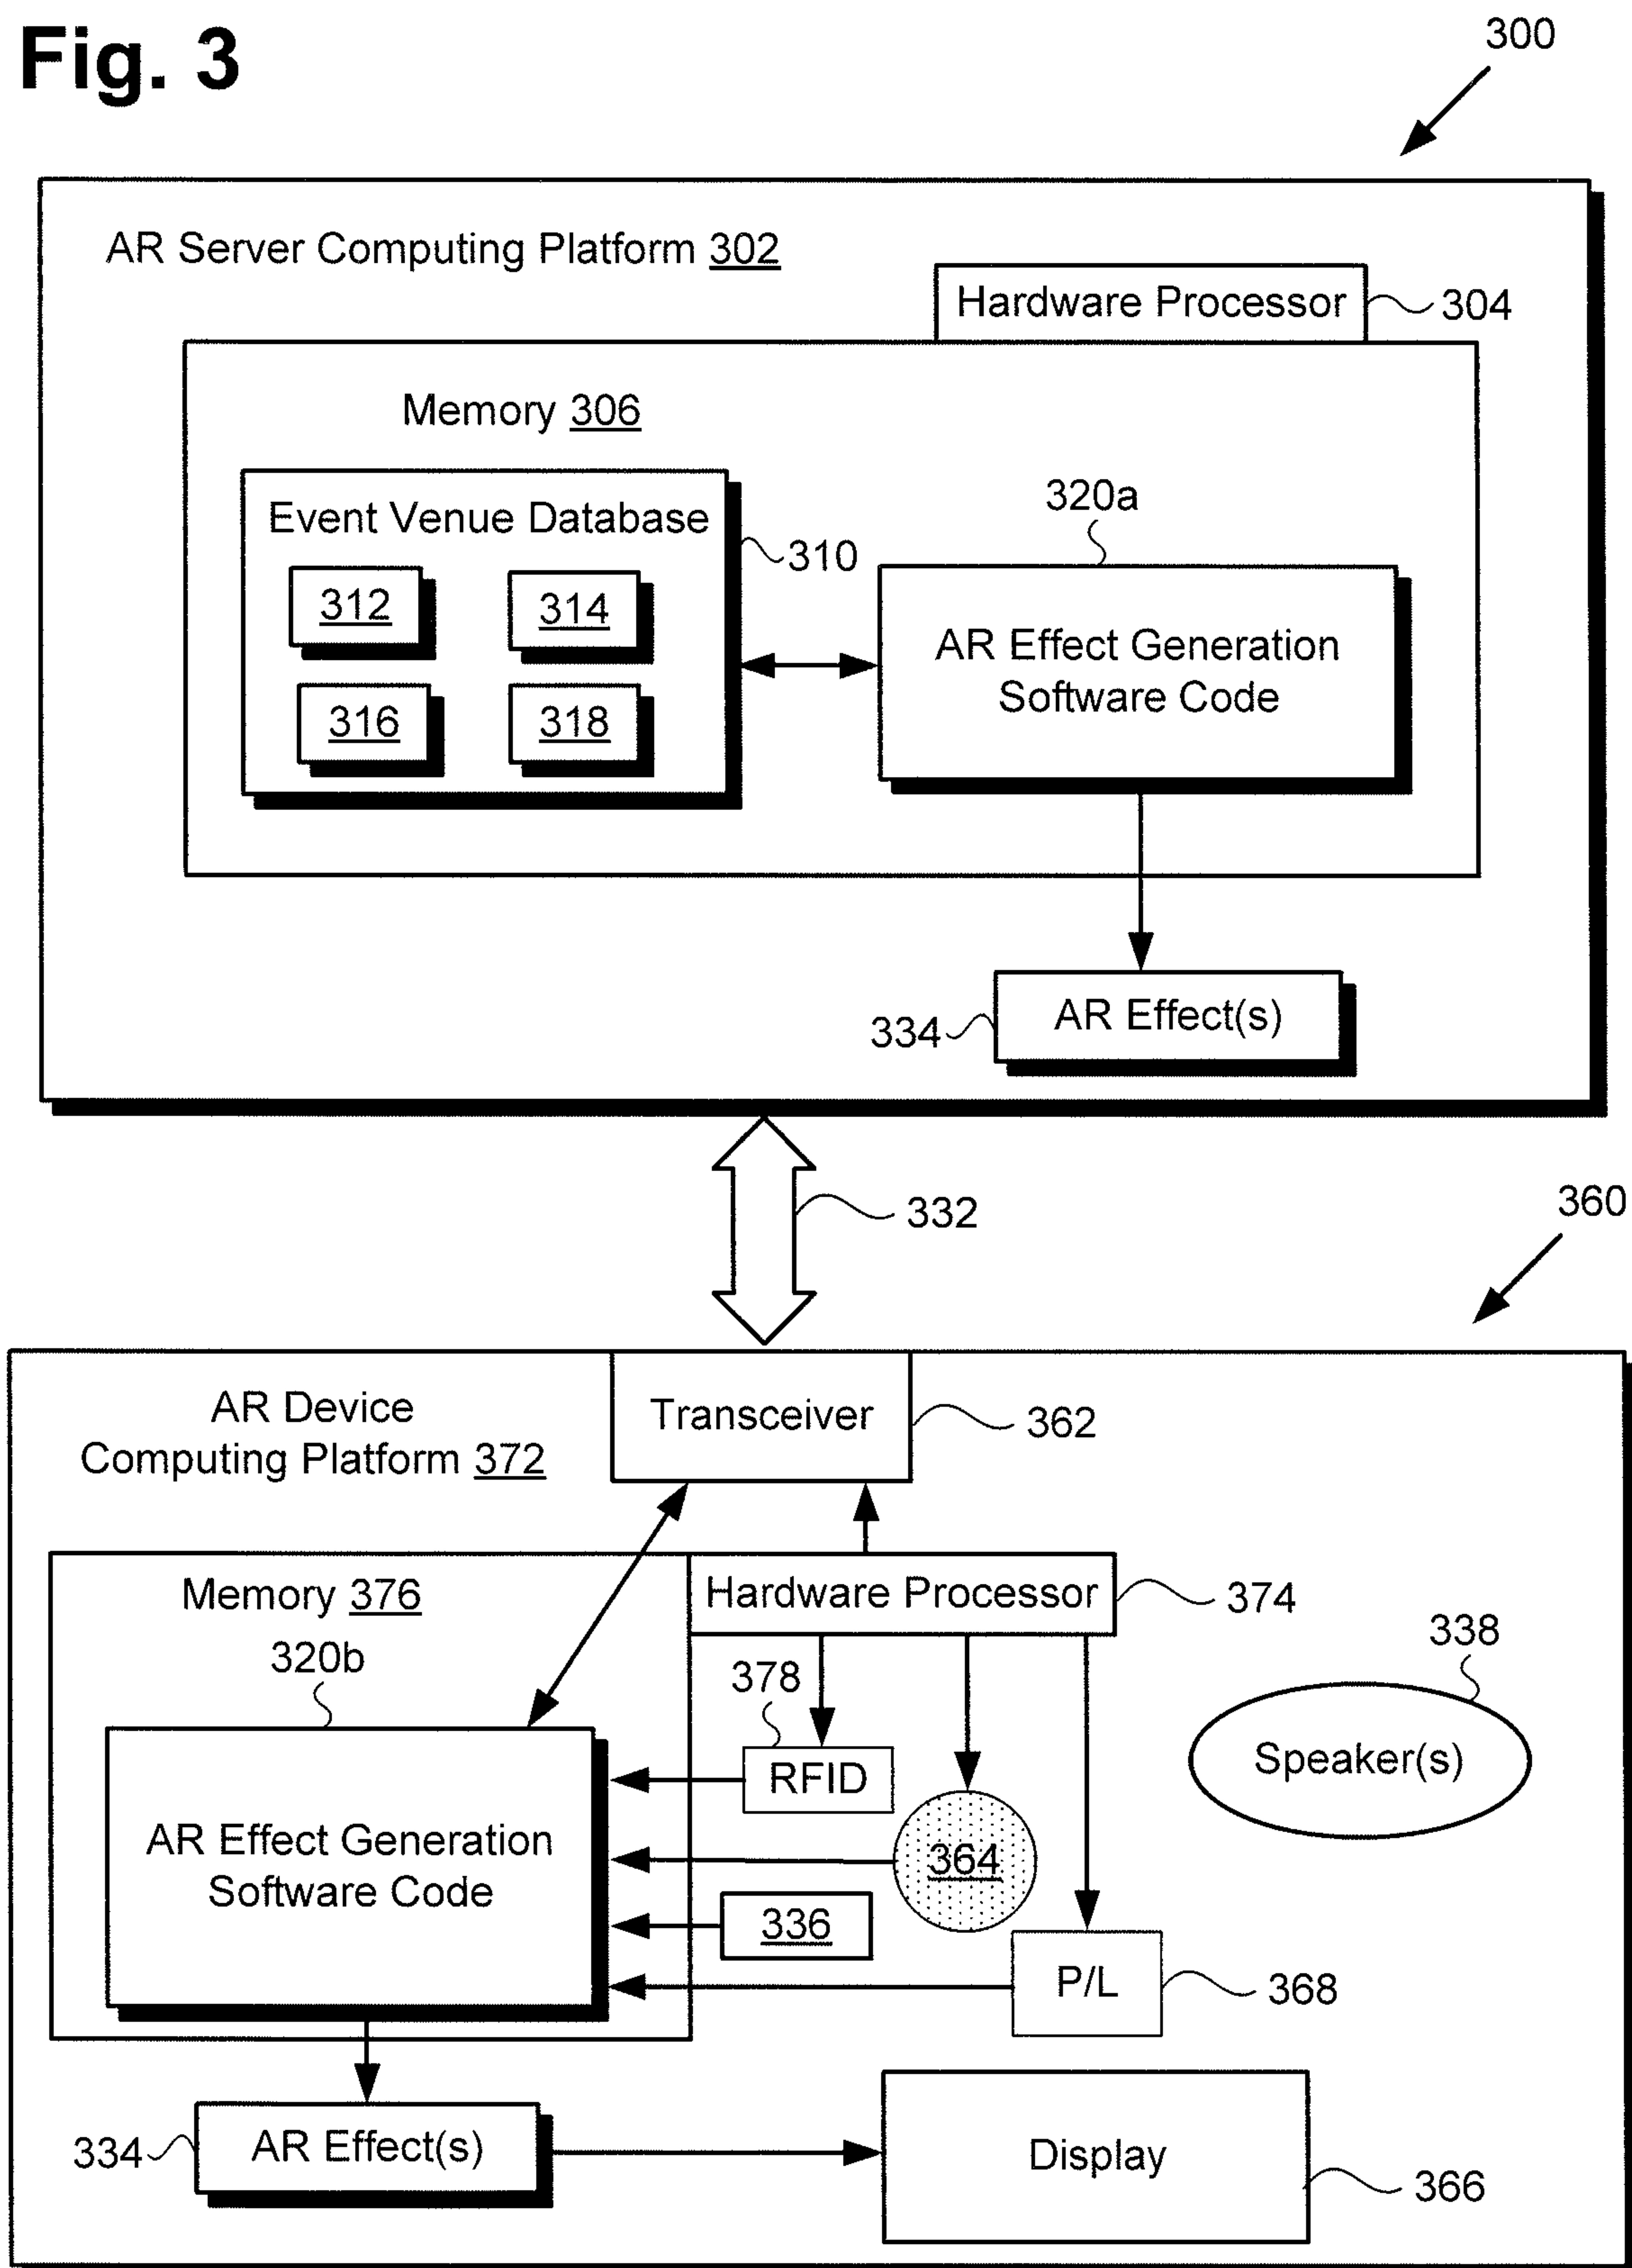 Fig. 3
300
AR Server Computing Platform 302
Hardware Processor
304
Memory 306
Event Venue Database
310
312
314
316
318
320a
AR Effect Generation
Software Code
334
AR Effect(s)
332
360
AR Device
Computing Platform 372
Transceiver
362
Memory 376
Hardware Processor
374
320b
378
338
RFID
Speaker(s)
AR Effect Generation
Software Code
364
336
P/L
368
334
AR Effect(s)
Display
366